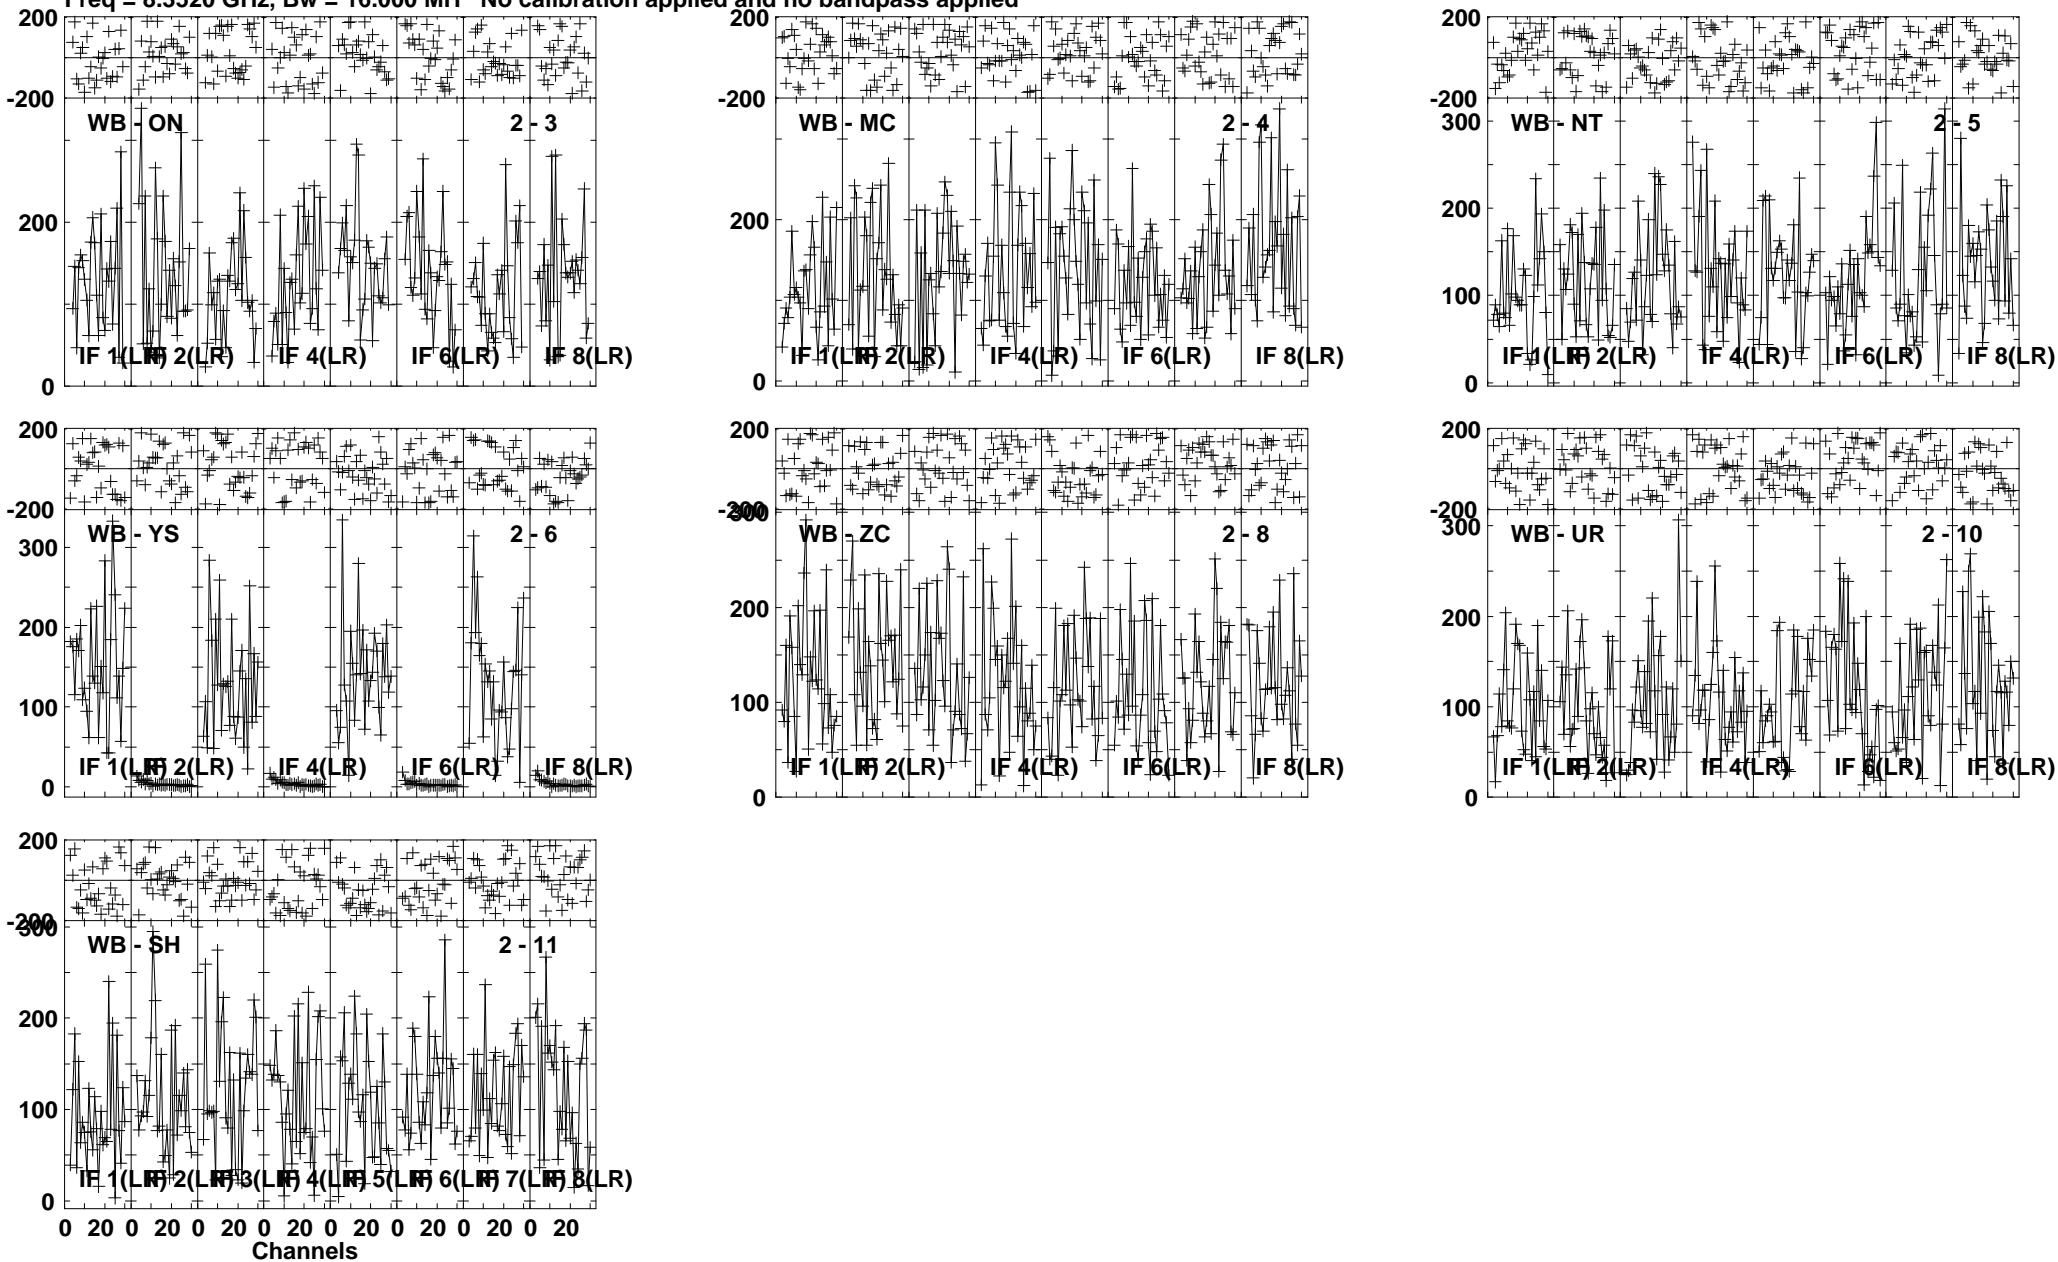 Freq = 8.3520 GHz, Bw = 16.000 MH No calibration applied and no bandpass applied
200
-200
WB - ON
2 - 3
200
0
IF 1(LR)
IF 2(LR)
IF 4(LR)
IF 6(LR)
IF 8(LR)
200
-200
WB - MC
2 - 4
200
0
IF 1(LR)
IF 2(LR)
IF 4(LR)
IF 6(LR)
IF 8(LR)
200
-200
WB - NT
2 - 5
300
200
100
0
IF 1(LR)
IF 2(LR)
IF 4(LR)
IF 6(LR)
IF 8(LR)
200
-200
WB - YS
2 - 6
300
200
100
0
IF 1(LR)
IF 2(LR)
IF 4(LR)
IF 6(LR)
IF 8(LR)
200
-200
300
WB - ZC
2 - 8
200
100
0
IF 1(LR)
IF 2(LR)
IF 4(LR)
IF 6(LR)
IF 8(LR)
200
-200
WB - UR
2 - 10
300
200
100
0
IF 1(LR)
IF 2(LR)
IF 4(LR)
IF 6(LR)
IF 8(LR)
200
-200
300
WB - SH
2 - 11
200
100
0
IF 1(LR)
IF 2(LR)
IF 3(LR)
IF 4(LR)
IF 5(LR)
IF 6(LR)
IF 7(LR)
IF 8(LR)
0 20 0 20 0 20 0 20 0 20 0 20 0 20 0 20
Channels